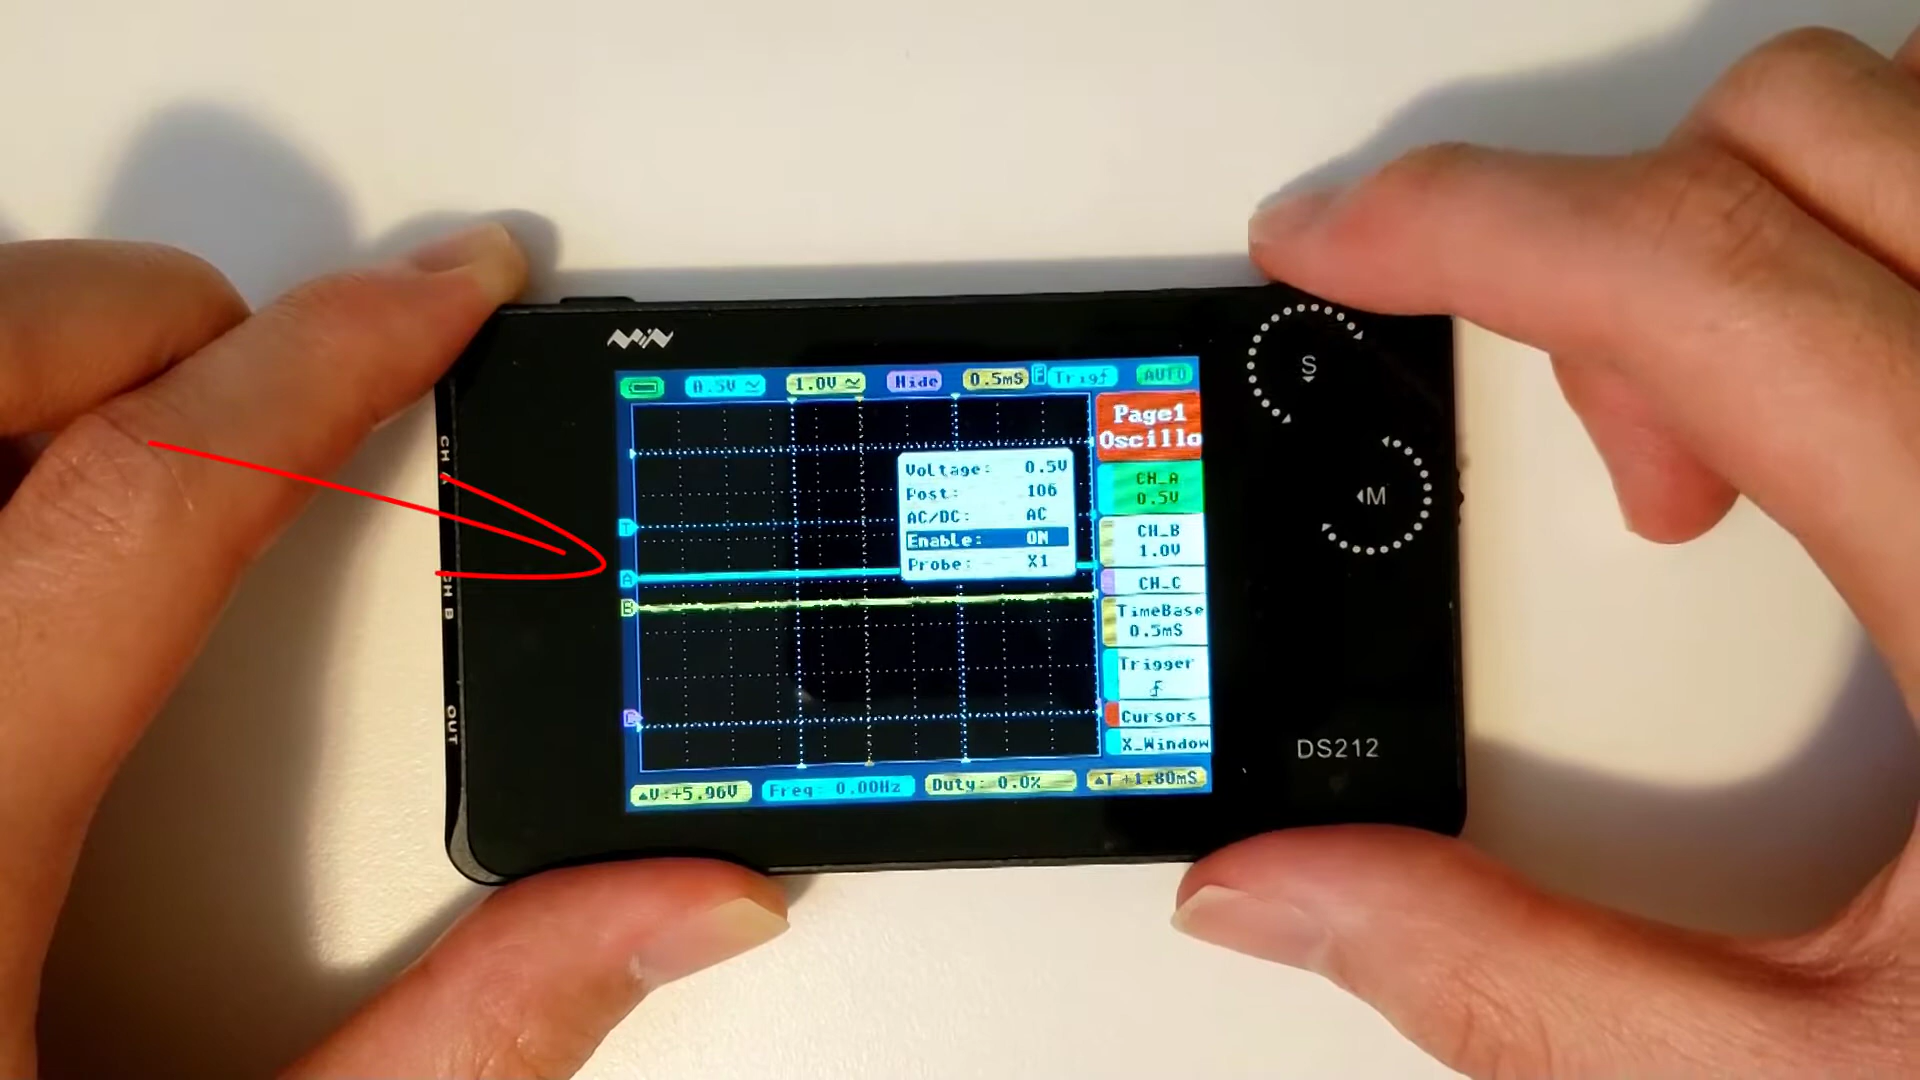 MiN
0.5V
1.0V
Hide
0.5mS
F
Trig
AUTO
Page1
Oscillo
CH_A
0.5V
CH_B
1.0V
CH_C
TimeBase
0.5mS
Trigger
Cursors
X_Window
Voltage: 0.5V
Post: 106
AC/DC: AC
Enable: ON
Probe: X1
T
A
B
▲V:+5.96V
Freq: 0.00Hz
Duty: 0.0%
▲T +1.80mS
S
M
DS212
CH A
CH B
OUT